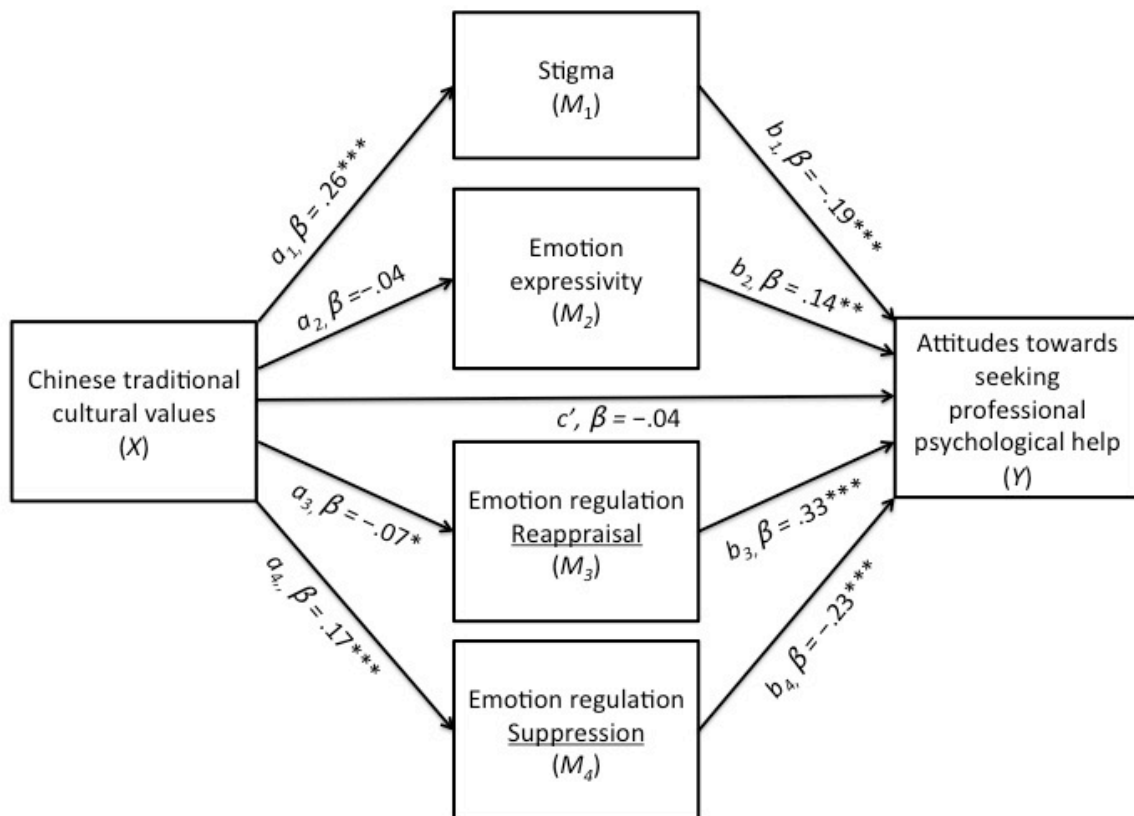 Stigma
(M₁)
a₁, β = .26***
b₁, β = −.19***
Emotion
expressivity
(M₂)
a₂, β =−.04
b₂, β = .14**
Chinese traditional
cultural values
(X)
c’, β = −.04
Attitudes towards
seeking
professional
psychological help
(Y)
a₃, β = −.07*
Emotion regulation
Reappraisal
(M₃)
b₃, β = .33***
a₄,, β = .17***
Emotion regulation
Suppression
(M₄)
b₄, β = −.23***